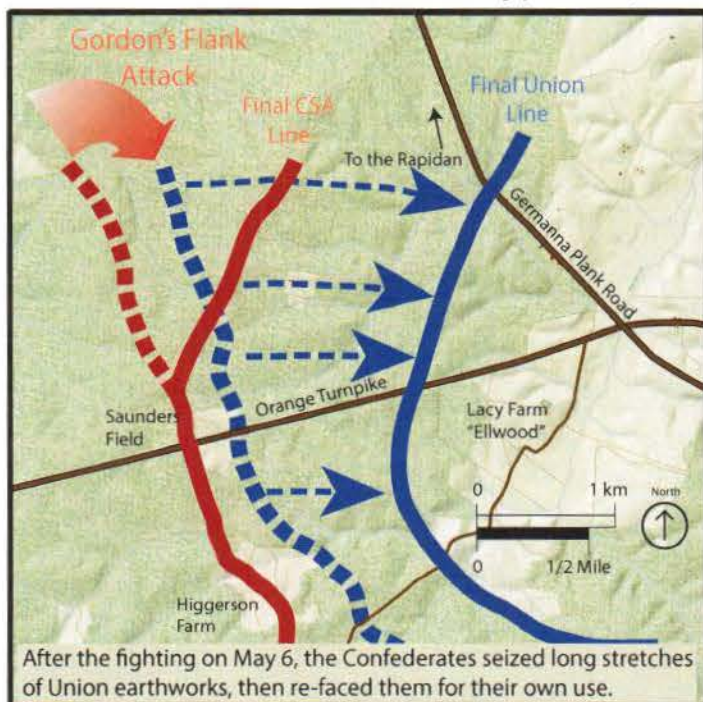 Gordon's Flank
Attack
Final CSA
Line
Final Union
Line
To the Rapidan
Germanna Plank Road
Orange Turnpike
Saunders
Field
Lacy Farm
"Ellwood"
0 1 km
North
0 1/2 Mile
Higgerson
Farm
After the fighting on May 6, the Confederates seized long stretches
of Union earthworks, then re-faced them for their own use.